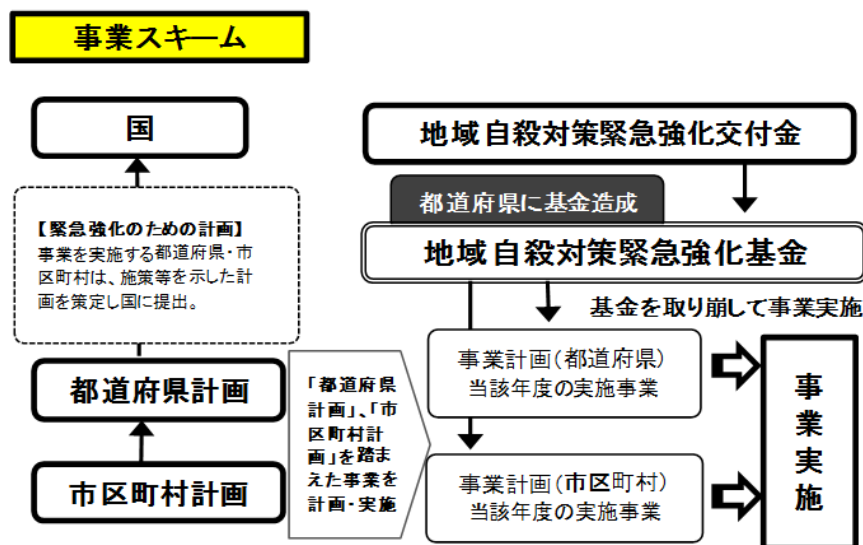 事業スキーム
国
【緊急強化のための計画】
事業を実施する都道府県・市
区町村は、施策等を示した計
画を策定し国に提出。
都道府県計画
市区町村計画
「都道府県
計画」、「市
区町村計
画」を踏ま
えた事業を
計画・実施
地域自殺対策緊急強化交付金
都道府県に基金造成
地域自殺対策緊急強化基金
基金を取り崩して事業実施
事業計画（都道府県）
当該年度の実施事業
事業計画（市区町村）
当該年度の実施事業
事業実施